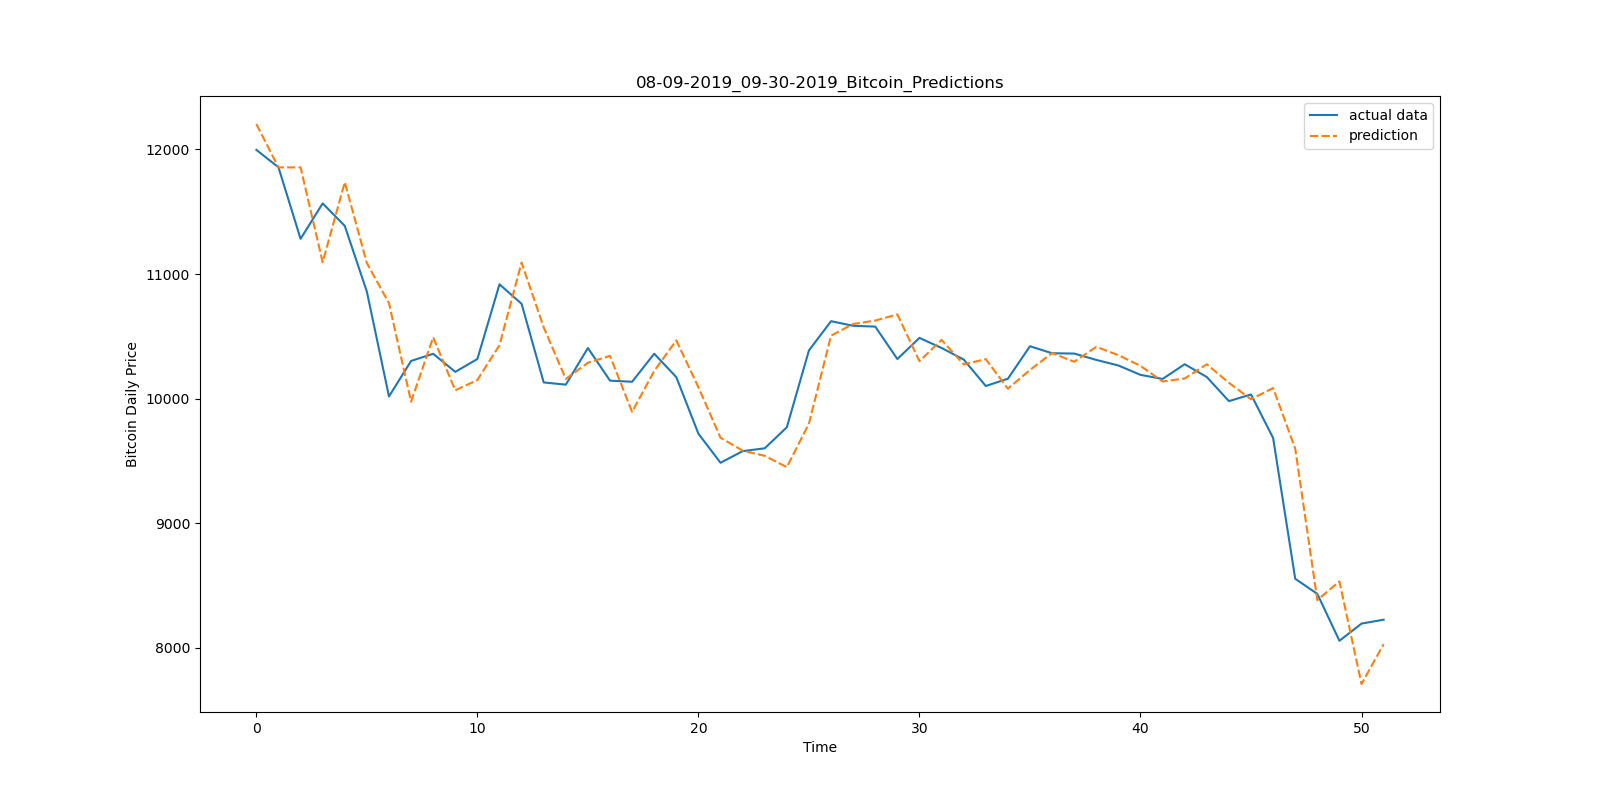 08-09-2019_09-30-2019_Bitcoin_Predictions
actual data
prediction
12000
11000
10000
9000
8000
Bitcoin Daily Price
0 10 20 30 40 50
Time